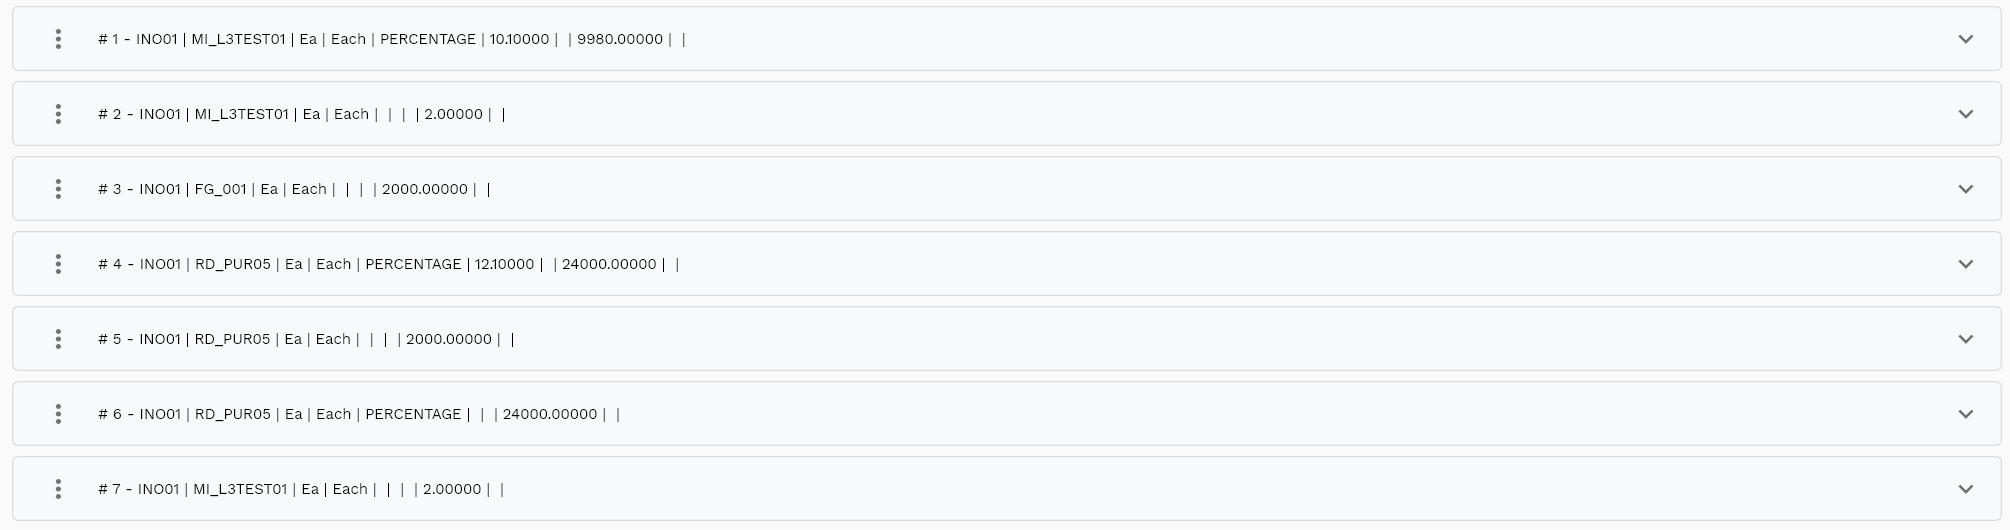 # 1 - INO01 | MI_L3TEST01 | Ea | Each | PERCENTAGE | 10.10000 | | 9980.00000 | |
# 2 - INO01 | MI_L3TEST01 | Ea | Each | | | | 2.00000 | |
# 3 - INO01 | FG_001 | Ea | Each | | | | 2000.00000 | |
# 4 - INO01 | RD_PUR05 | Ea | Each | PERCENTAGE | 12.10000 | | 24000.00000 | |
# 5 - INO01 | RD_PUR05 | Ea | Each | | | | 2000.00000 | |
# 6 - INO01 | RD_PUR05 | Ea | Each | PERCENTAGE | | | 24000.00000 | |
# 7 - INO01 | MI_L3TEST01 | Ea | Each | | | | 2.00000 | |